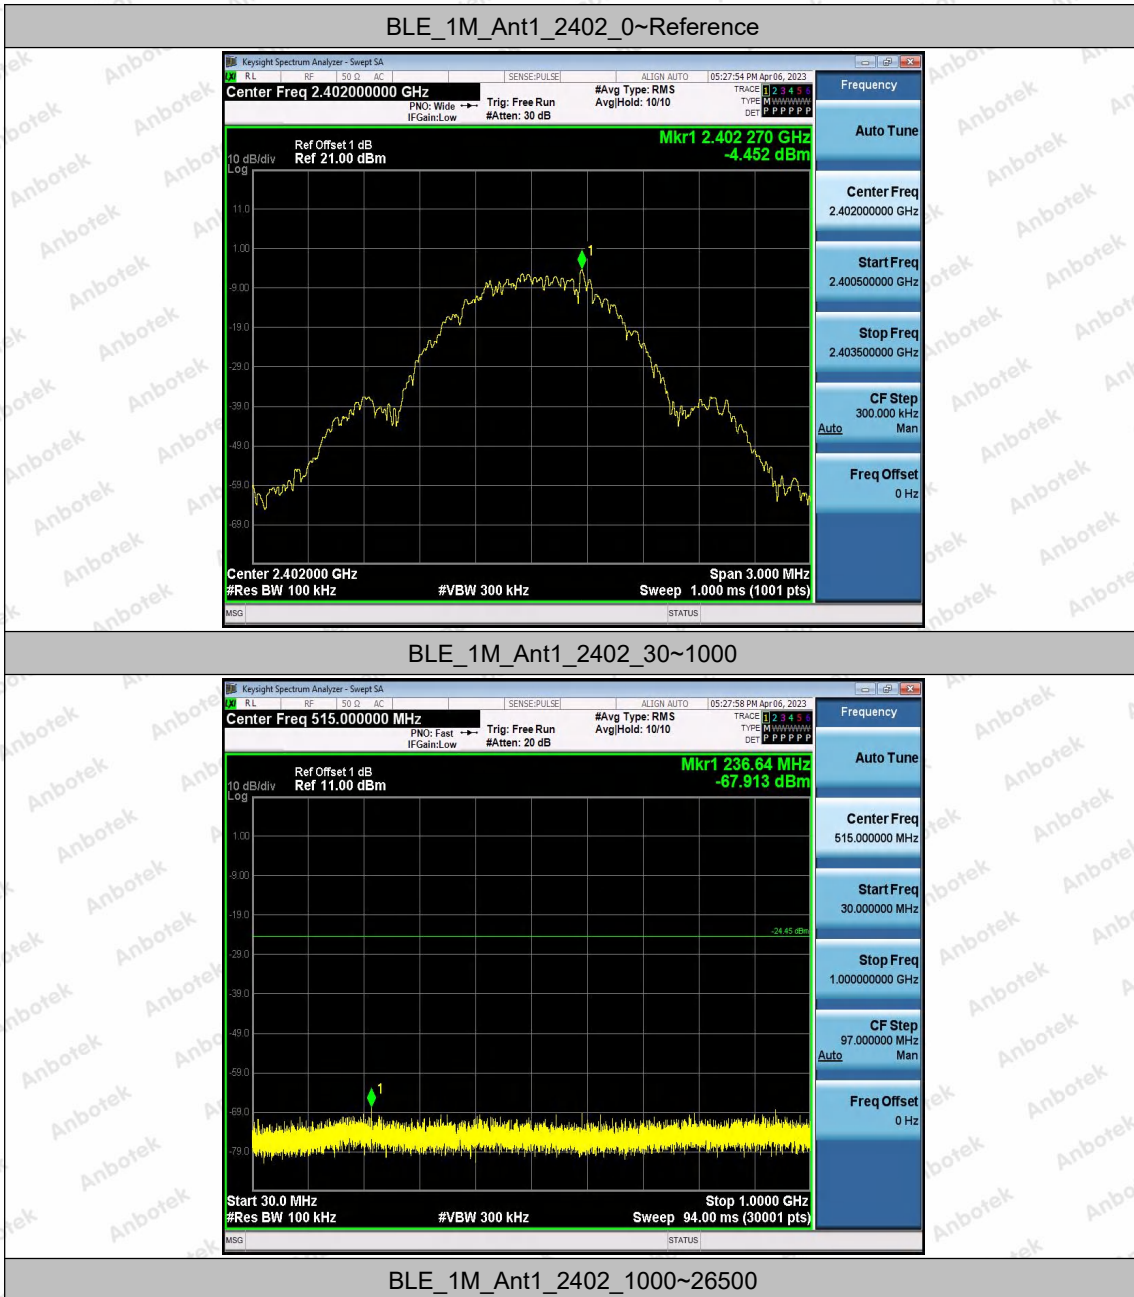 BLE_1M_Ant1_2402_0~Reference
Keysight Spectrum Analyzer - Swept SA
LXI RL RF 50 Ω AC SENSE:PULSE ALIGN AUTO 05:27:54 PM Apr 06, 2023
Center Freq 2.402000000 GHz
PNO: Wide
IFGain:Low
Trig: Free Run
#Atten: 30 dB
#Avg Type: RMS
Avg|Hold: 10/10
TRACE 1 2 3 4 5 6
TYPE M WWWWW
DET P P P P P P
Ref Offset 1 dB
10 dB/div Ref 21.00 dBm
Log
Mkr1 2.402 270 GHz
-4.452 dBm
11.0
1.00
-9.00
-19.0
-29.0
-39.0
-49.0
-59.0
-69.0
1
Center 2.402000 GHz Span 3.000 MHz
#Res BW 100 kHz #VBW 300 kHz Sweep 1.000 ms (1001 pts)
MSG STATUS
Frequency
Auto Tune
Center Freq
2.402000000 GHz
Start Freq
2.400500000 GHz
Stop Freq
2.403500000 GHz
CF Step
300.000 kHz
Auto Man
Freq Offset
0 Hz
BLE_1M_Ant1_2402_30~1000
Keysight Spectrum Analyzer - Swept SA
LXI RL RF 50 Ω AC SENSE:PULSE ALIGN AUTO 05:27:58 PM Apr 06, 2023
Center Freq 515.000000 MHz
PNO: Fast
IFGain:Low
Trig: Free Run
#Atten: 20 dB
#Avg Type: RMS
Avg|Hold: 10/10
TRACE 1 2 3 4 5 6
TYPE M WWWWW
DET P P P P P P
Ref Offset 1 dB
10 dB/div Ref 11.00 dBm
Log
Mkr1 236.64 MHz
-67.913 dBm
1.00
-9.00
-19.0
-24.45 dBm
-29.0
-39.0
-49.0
-59.0
-69.0
-79.0
1
Start 30.0 MHz Stop 1.0000 GHz
#Res BW 100 kHz #VBW 300 kHz Sweep 94.00 ms (30001 pts)
MSG STATUS
Frequency
Auto Tune
Center Freq
515.000000 MHz
Start Freq
30.000000 MHz
Stop Freq
1.000000000 GHz
CF Step
97.000000 MHz
Auto Man
Freq Offset
0 Hz
BLE_1M_Ant1_2402_1000~26500